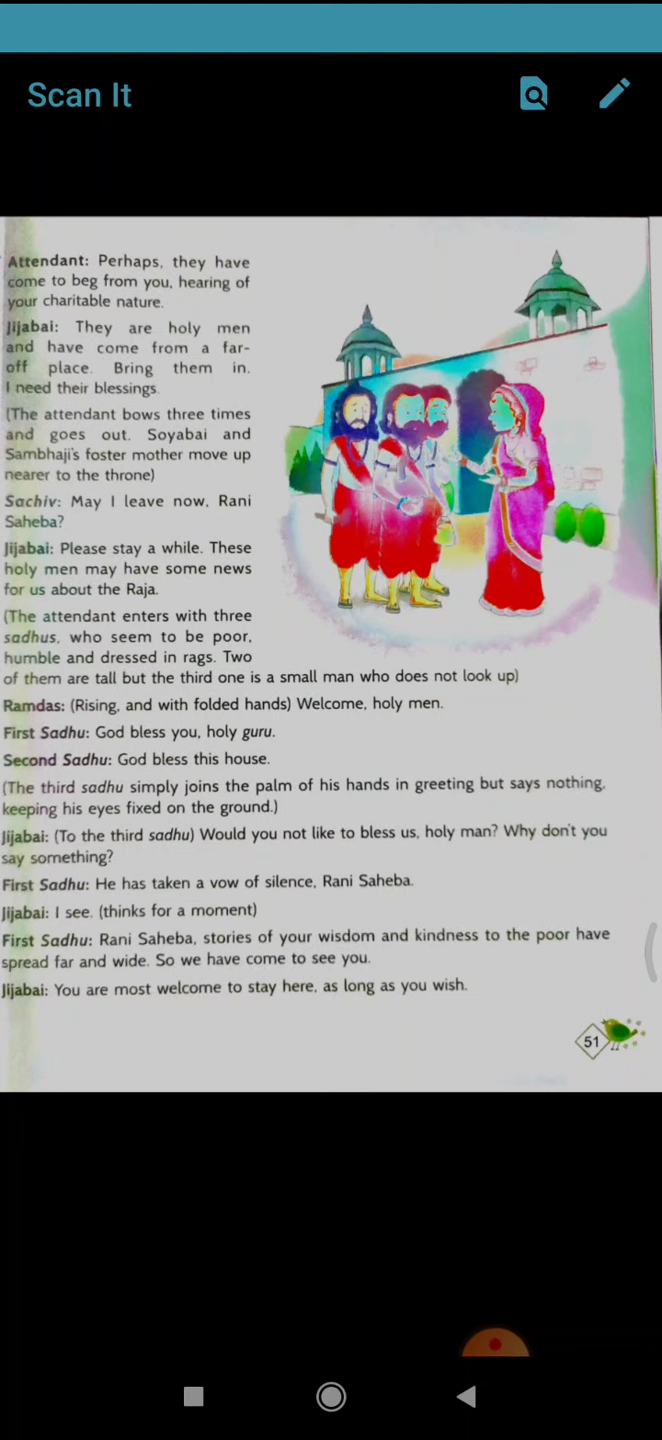 Scan It
Attendant: Perhaps, they have
come to beg from you, hearing of
your charitable nature.
Jijabai: They are holy men
and have come from a far-
off place. Bring them in.
I need their blessings.
(The attendant bows three times
and goes out. Soyabai and
Sambhaji's foster mother move up
nearer to the throne)
Sachiv: May I leave now, Rani
Saheba?
Jijabai: Please stay a while. These
holy men may have some news
for us about the Raja.
(The attendant enters with three
sadhus, who seem to be poor,
humble and dressed in rags. Two
of them are tall but the third one is a small man who does not look up)
Ramdas: (Rising, and with folded hands) Welcome, holy men.
First Sadhu: God bless you, holy guru.
Second Sadhu: God bless this house.
(The third sadhu simply joins the palm of his hands in greeting but says nothing,
keeping his eyes fixed on the ground.)
Jijabai: (To the third sadhu) Would you not like to bless us, holy man? Why don't you
say something?
First Sadhu: He has taken a vow of silence, Rani Saheba.
Jijabai: I see. (thinks for a moment)
First Sadhu: Rani Saheba, stories of your wisdom and kindness to the poor have
spread far and wide. So we have come to see you.
Jijabai: You are most welcome to stay here, as long as you wish.
51